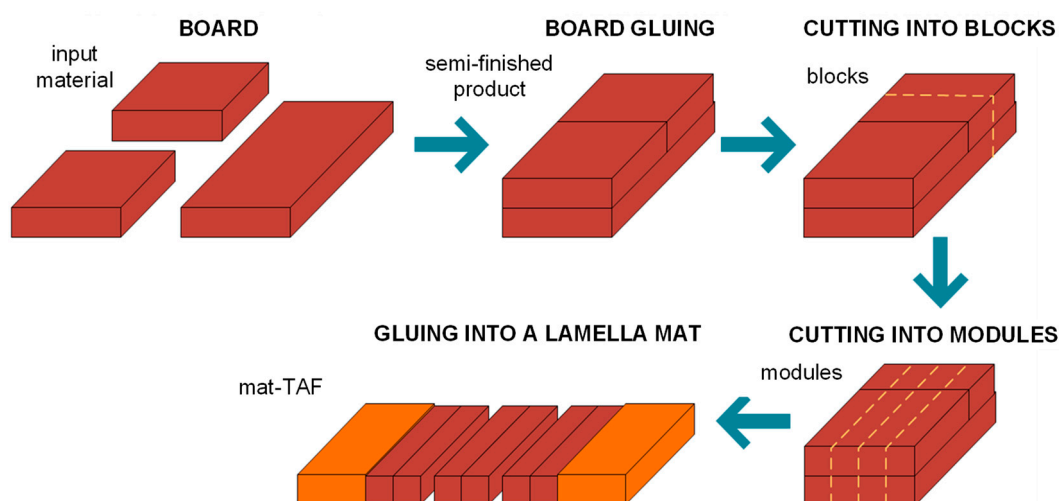 BOARD
input
material
BOARD GLUING
semi-finished
product
CUTTING INTO BLOCKS
blocks
CUTTING INTO MODULES
modules
GLUING INTO A LAMELLA MAT
mat-TAF